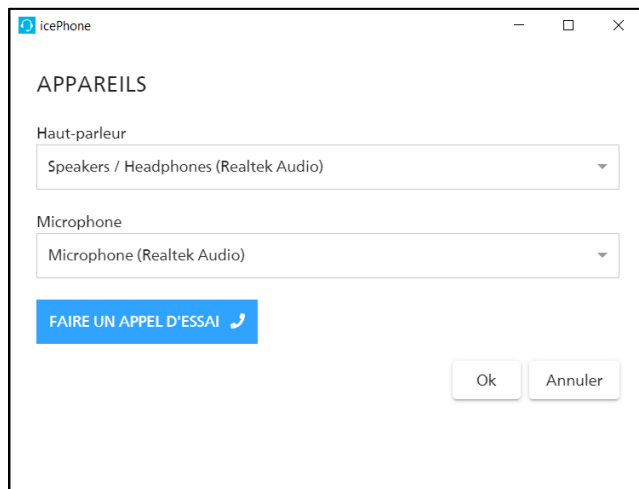 icePhone
APPAREILS
Haut-parleur
Speakers / Headphones (Realtek Audio)
Microphone
Microphone (Realtek Audio)
FAIRE UN APPEL D'ESSAI
Ok Annuler